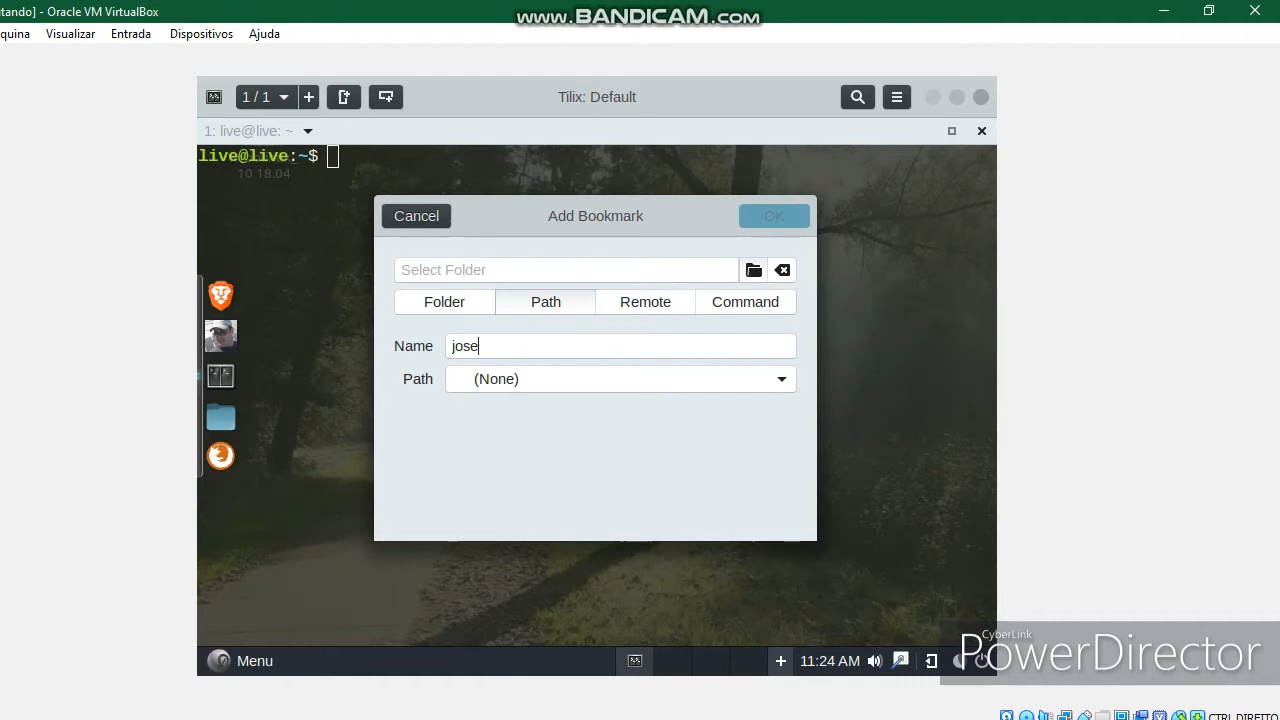 tando] - Oracle VM VirtualBox
www.BANDICAM.com
quina Visualizar Entrada Dispositivos Ajuda
1 / 1 Tilix: Default
1: live@live: ~
live@live:~$
10 18.04
Cancel Add Bookmark OK
Select Folder
Folder Path Remote Command
Name jose
Path (None)
Menu 11:24 AM
CyberLink
PowerDirector
CTRL DIREITO